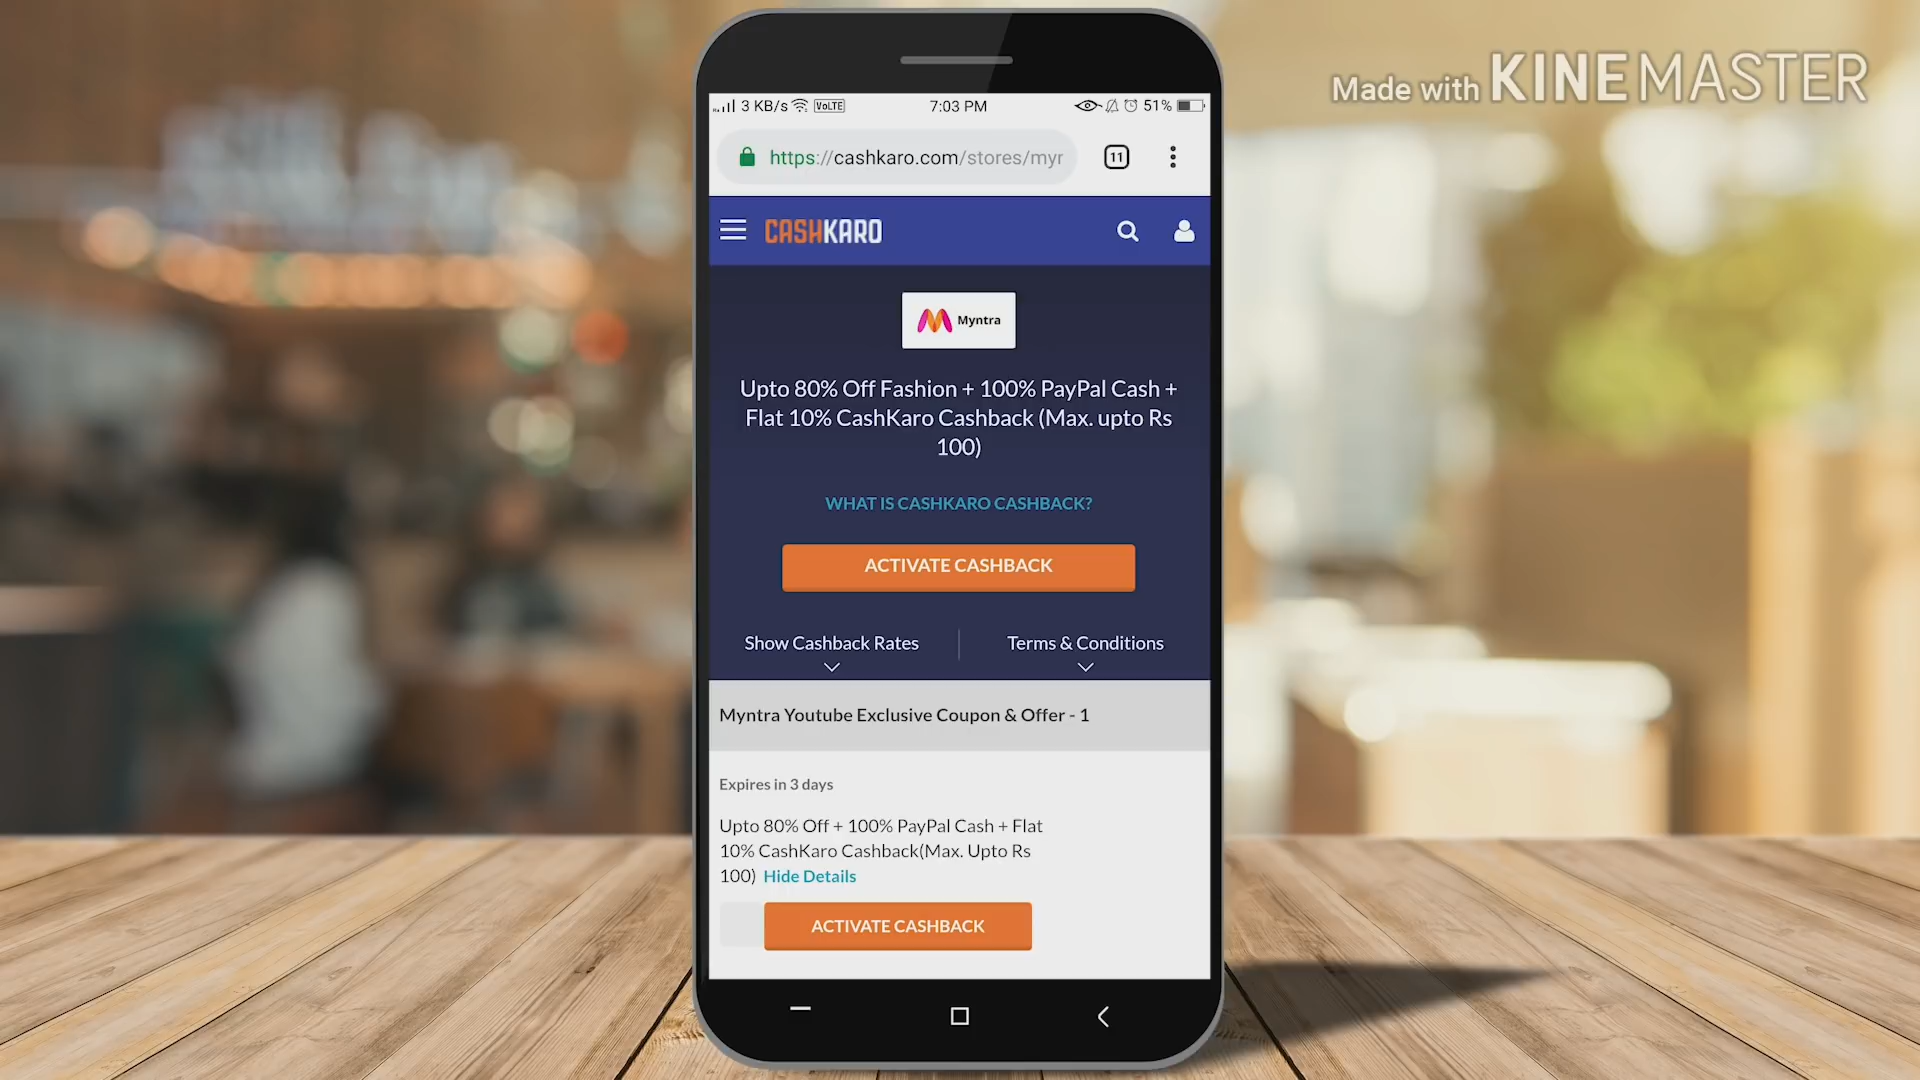 Made with KINEMASTER
3 KB/s VoLTE 7:03 PM 51%
https://cashkaro.com/stores/myr 11
CASHKARO
Myntra
Upto 80% Off Fashion + 100% PayPal Cash +
Flat 10% CashKaro Cashback (Max. upto Rs
100)
WHAT IS CASHKARO CASHBACK?
ACTIVATE CASHBACK
Show Cashback Rates Terms & Conditions
Myntra Youtube Exclusive Coupon & Offer - 1
Expires in 3 days
Upto 80% Off + 100% PayPal Cash + Flat
10% CashKaro Cashback(Max. Upto Rs
100) Hide Details
ACTIVATE CASHBACK